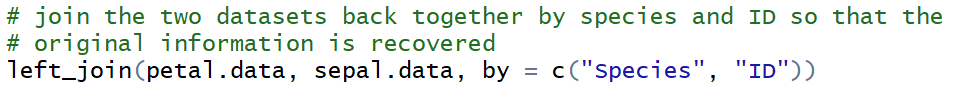 # join the two datasets back together by species and ID so that the
# original information is recovered
left_join(petal.data, sepal.data, by = c("Species", "ID"))